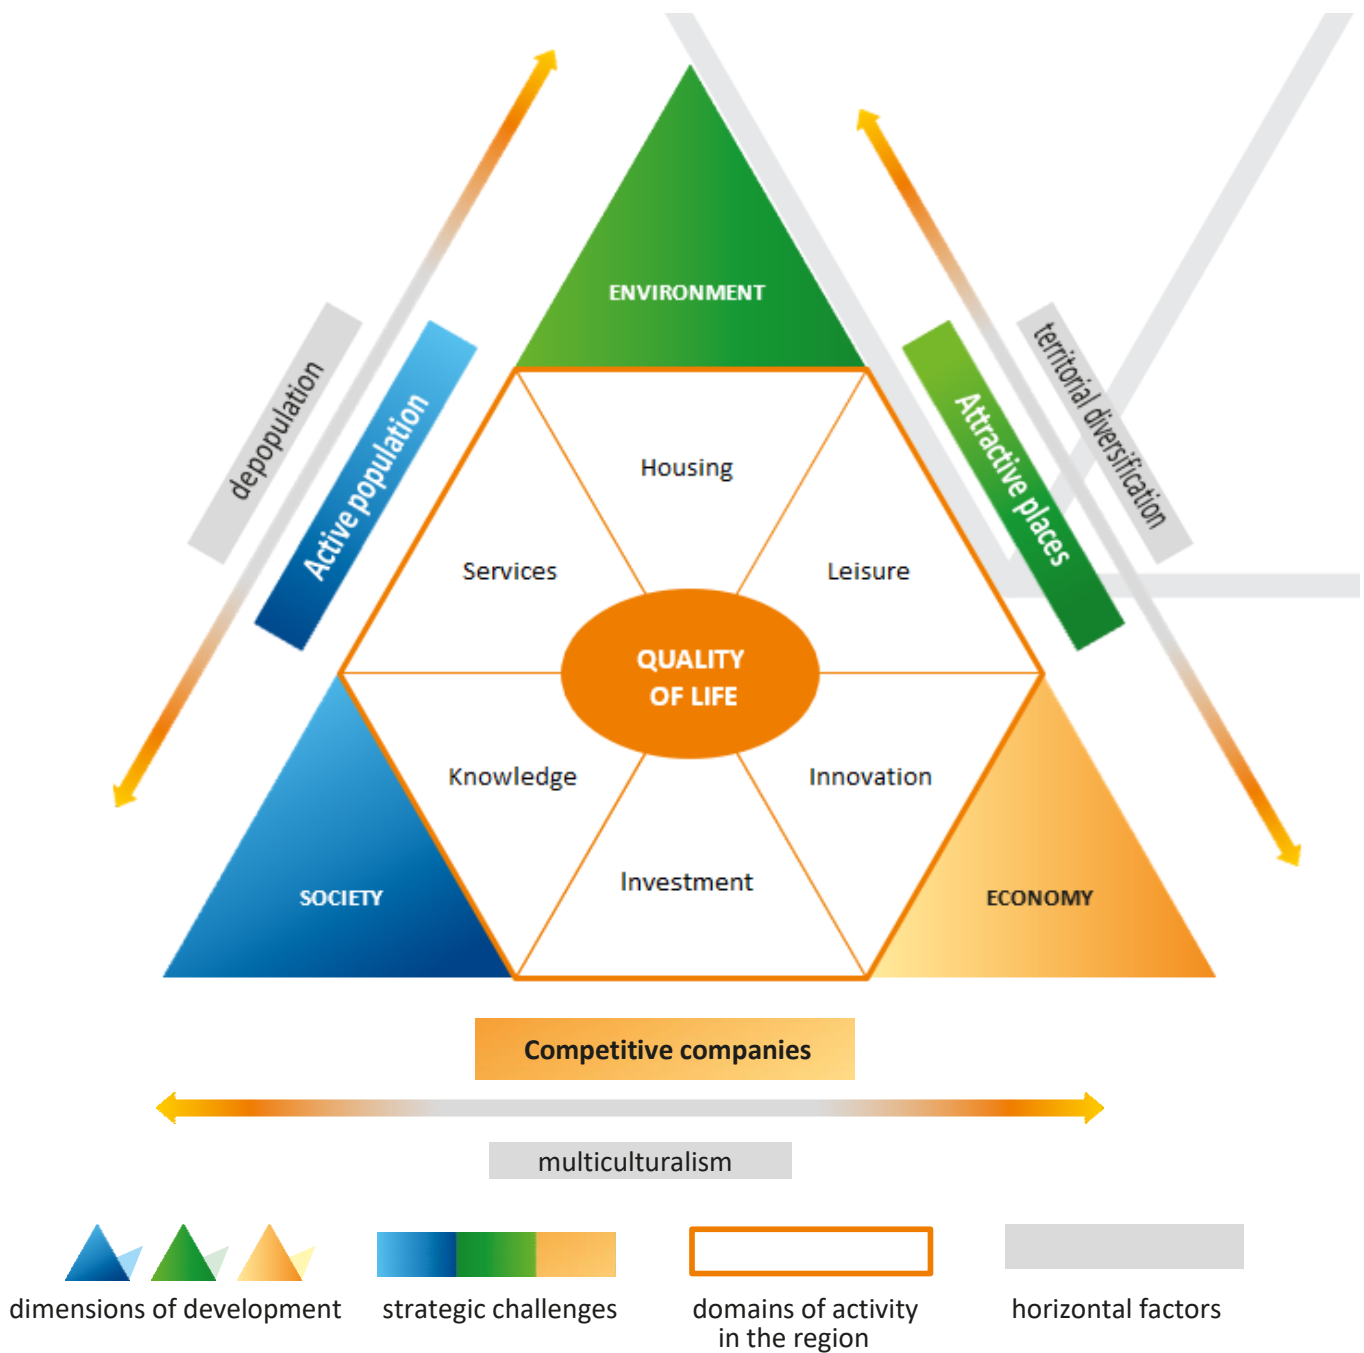 ENVIRONMENT
depopulation
Active population
Attractive places
territorial diversification
Housing
Services
Leisure
QUALITY
OF LIFE
Knowledge
Innovation
Investment
SOCIETY
ECONOMY
Competitive companies
multiculturalism
dimensions of development
strategic challenges
domains of activity
in the region
horizontal factors